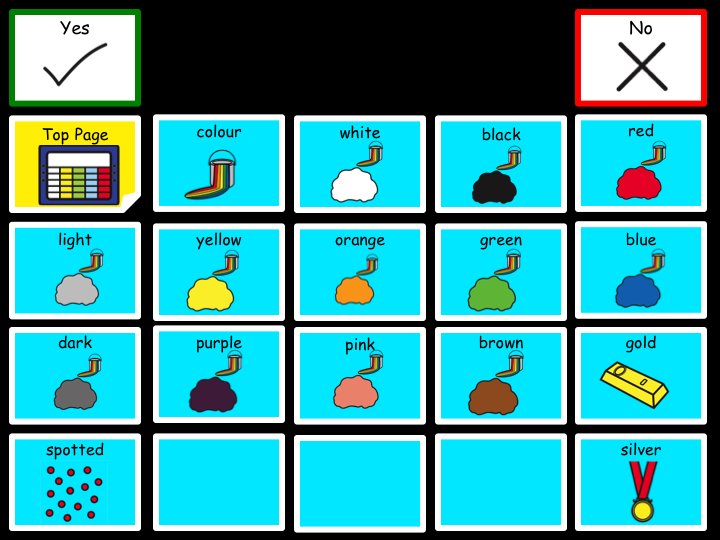 Yes
No
Top Page
colour
white
black
red
light
yellow
orange
green
blue
dark
purple
pink
brown
gold
spotted
silver